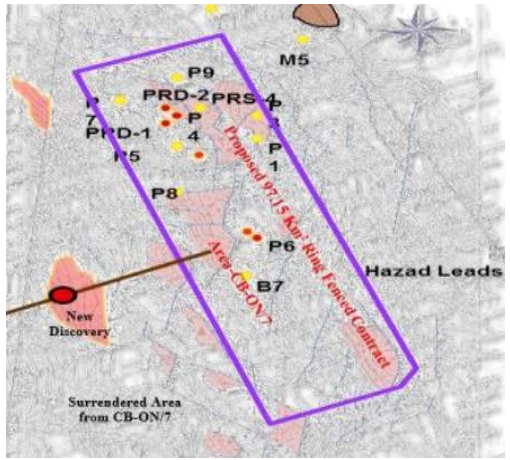 M5
P9
PRD-2
PRS-4
P
7
P
3
PRD-1
P
4
P5
P
1
P8
P6
B7
Proposed 97.15 Km² Ring Fenced Contract
Area-CB-ON/7
Hazad Leads
New
Discovery
Surrendered Area
from CB-ON/7